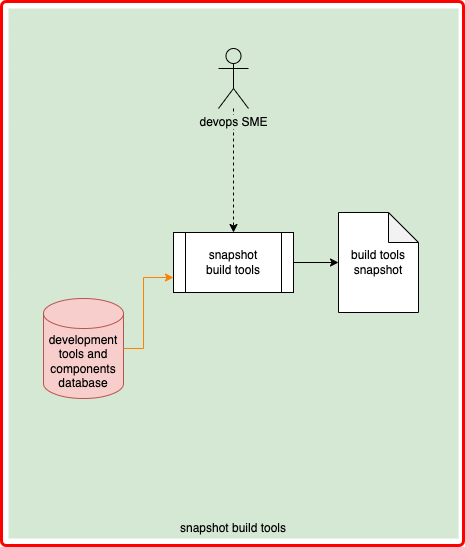 devops SME
snapshot
build tools
build tools
snapshot
development
tools and
components
database
snapshot build tools